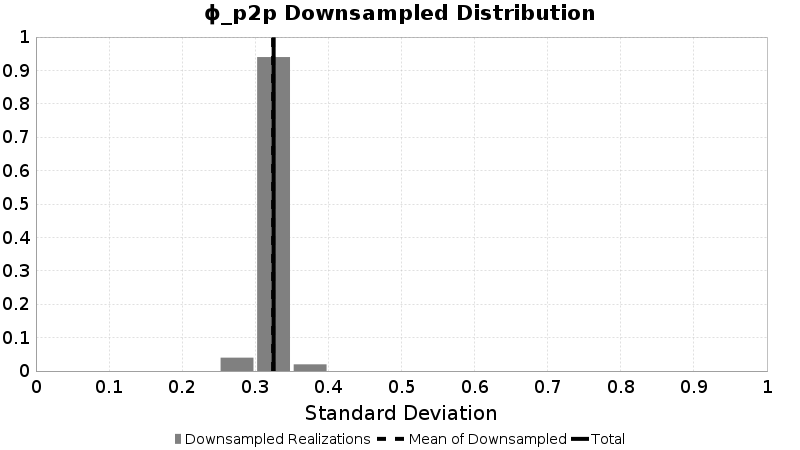 ϕ_p2p Downsampled Distribution
1
0.9
0.8
0.7
0.6
0.5
0.4
0.3
0.2
0.1
0
0 0.1 0.2 0.3 0.4 0.5 0.6 0.7 0.8 0.9 1
Standard Deviation
Downsampled Realizations Mean of Downsampled Total